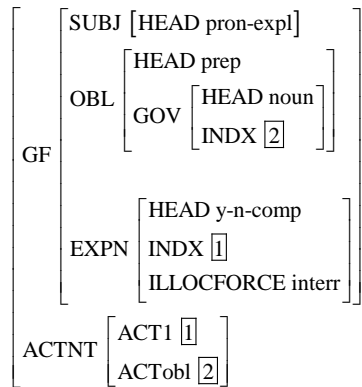 SUBJ [HEAD pron-expl]
HEAD prep
OBL
HEAD noun
GOV
INDX 2
GF
HEAD y-n-comp
EXPN INDX 1
ILLOCFORCE interr
ACT1 1
ACTNT
ACTobl 2